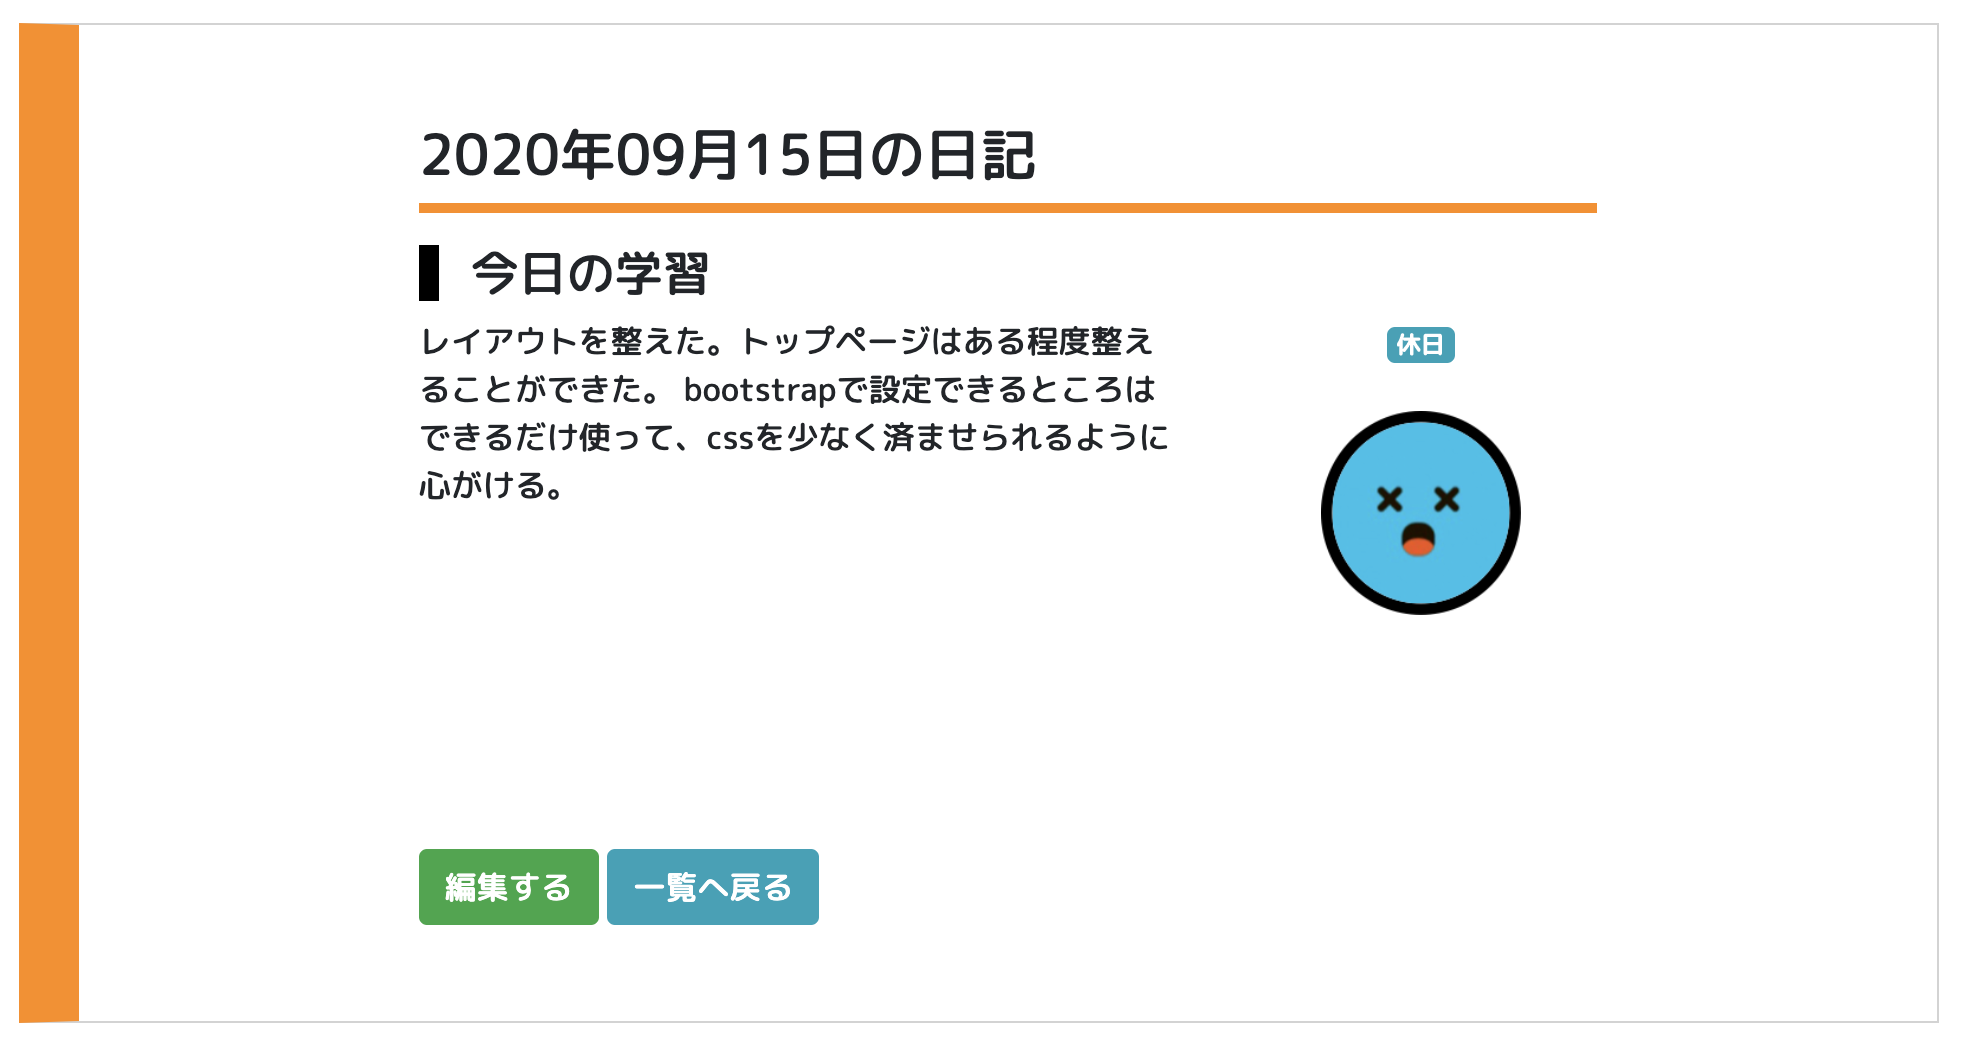 2020年09月15日の日記
今日の学習
レイアウトを整えた。トップページはある程度整え
ることができた。 bootstrapで設定できるところは
できるだけ使って、cssを少なく済ませられるように
心がける。
休日
編集する
一覧へ戻る